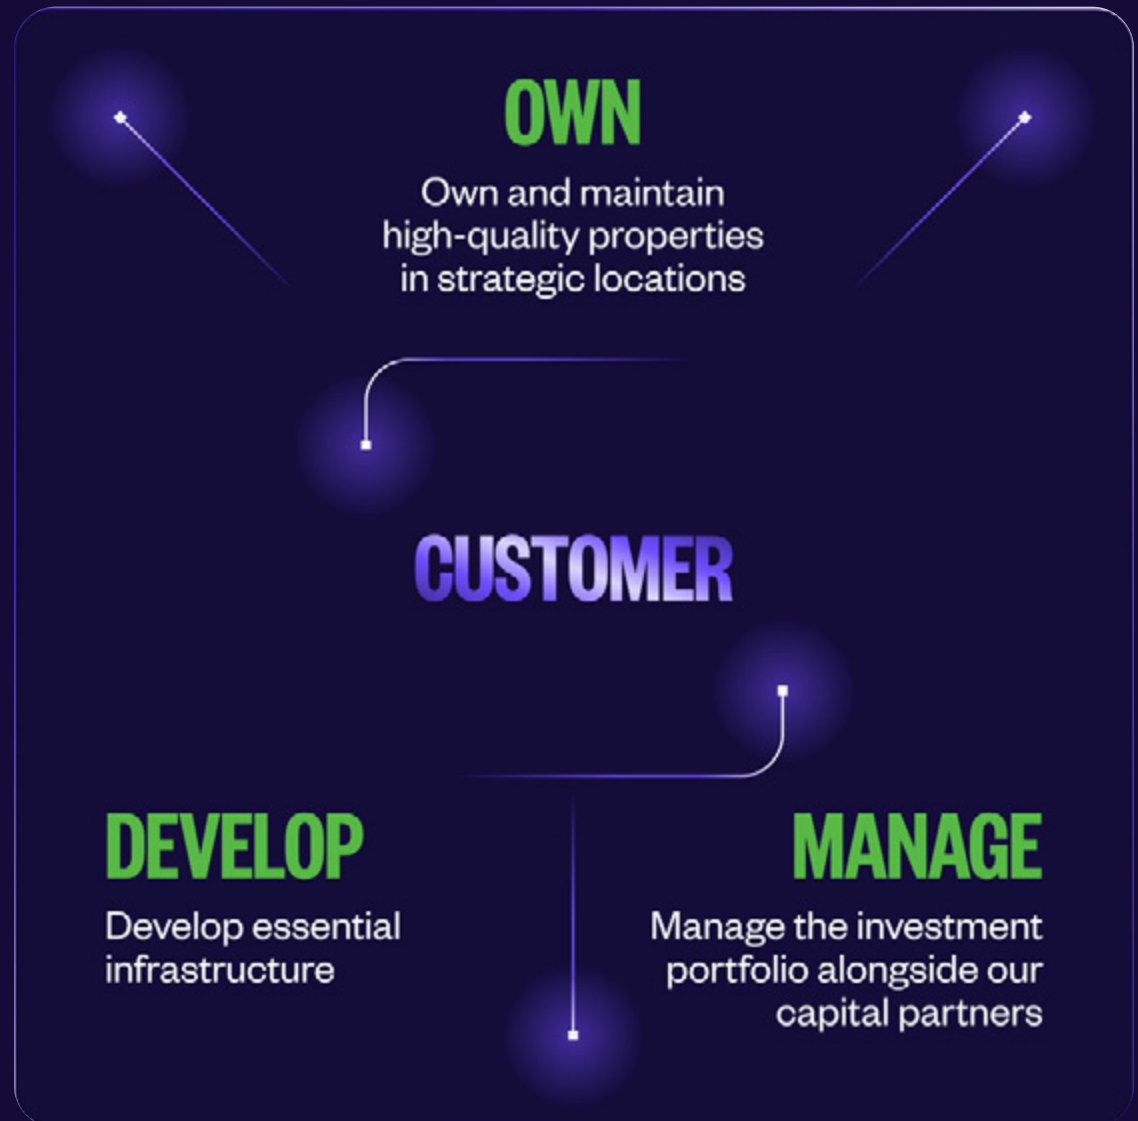 OWN
Own and maintain
high-quality properties
in strategic locations
CUSTOMER
DEVELOP
Develop essential
infrastructure
MANAGE
Manage the investment
portfolio alongside our
capital partners